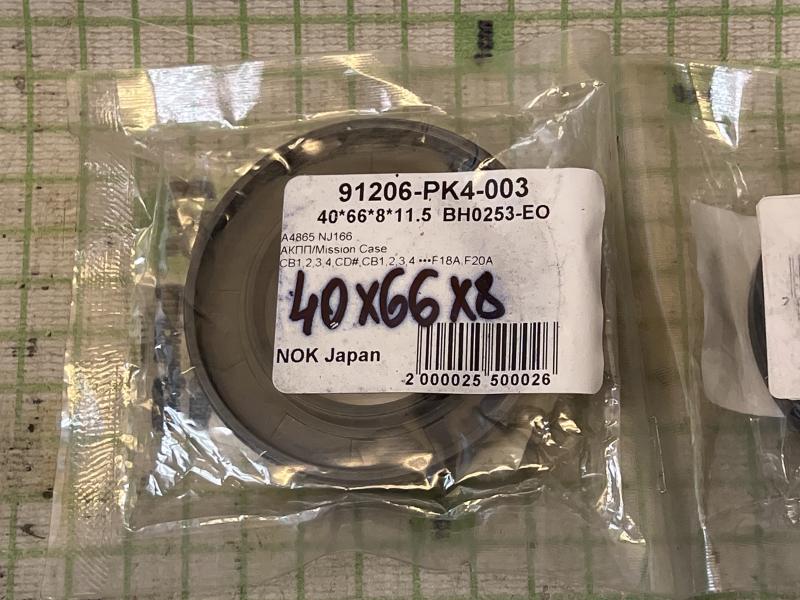 1cm
91206-PK4-003
40*66*8*11.5 BH0253-EO
A4865 NJ166
АКПП/Mission Case
CB1,2,3,4,CD#,CB1,2,3,4 •••F18A,F20A
40x66x8
NOK Japan
2 000025 500026